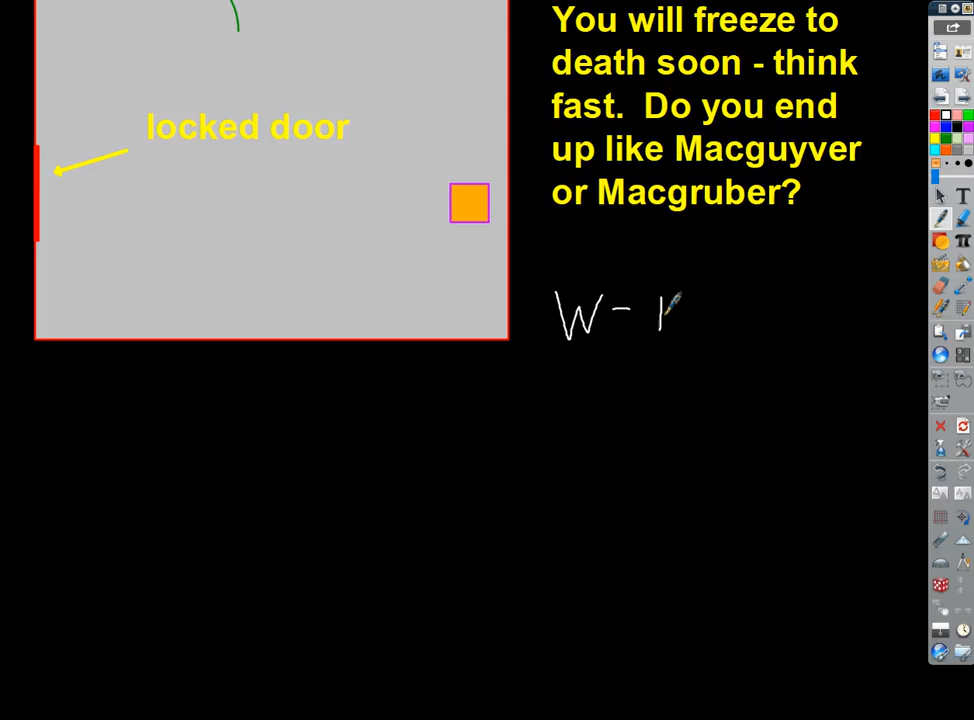 You will freeze to
death soon - think
fast. Do you end
up like Macguyver
or Macgruber?
locked door
W -